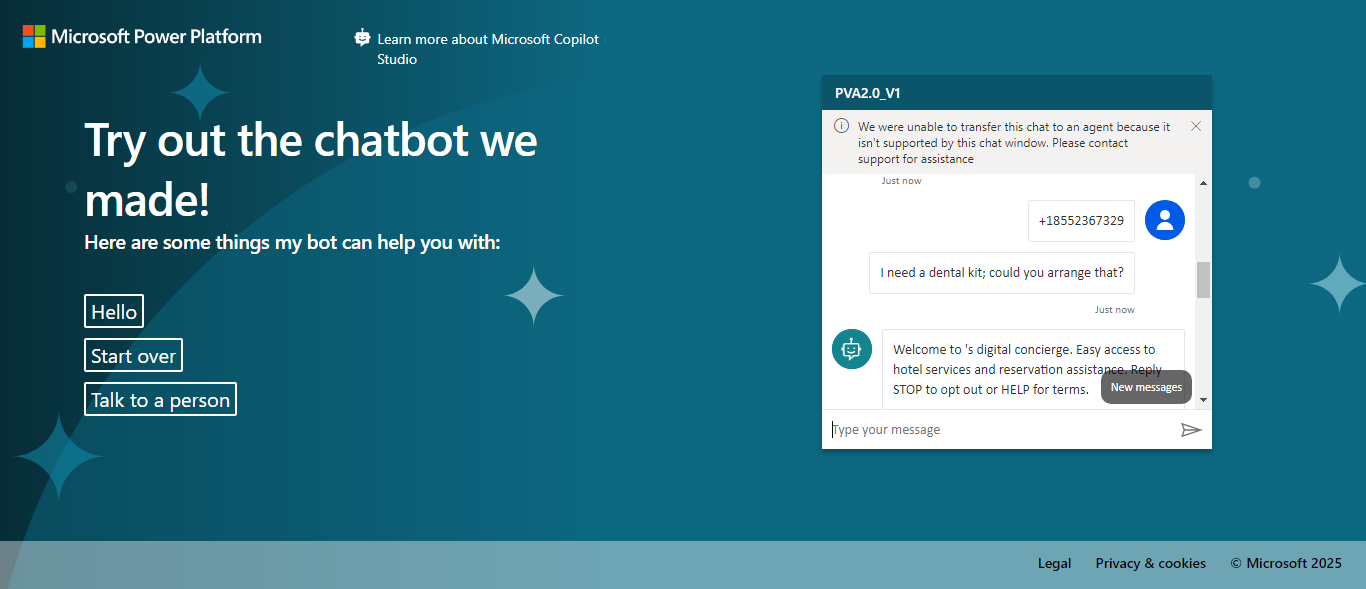 Microsoft Power Platform
Learn more about Microsoft Copilot
Studio
Try out the chatbot we
made!
Here are some things my bot can help you with:
Hello
Start over
Talk to a person
PVA2.0_V1
We were unable to transfer this chat to an agent because it
isn't supported by this chat window. Please contact
support for assistance
Just now
+18552367329
I need a dental kit; could you arrange that?
Just now
Welcome to 's digital concierge. Easy access to
hotel services and reservation assistance. Reply
STOP to opt out or HELP for terms.
New messages
Type your message
Legal
Privacy & cookies
© Microsoft 2025